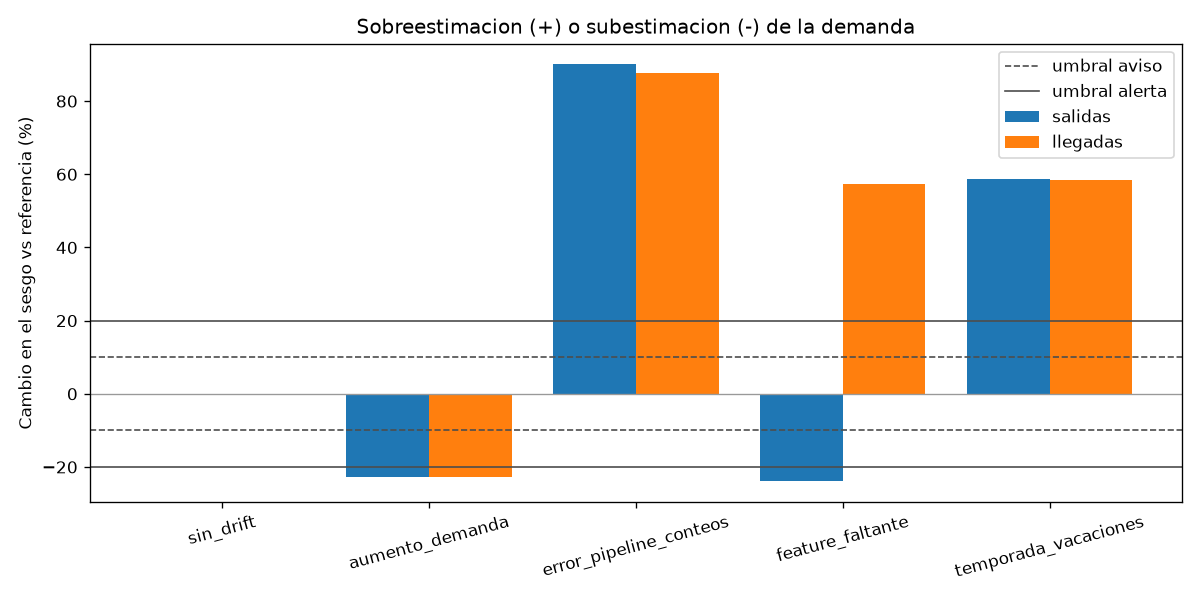 Sobreestimacion (+) o subestimacion (-) de la demanda
umbral aviso
umbral alerta
salidas
llegadas
Cambio en el sesgo vs referencia (%)
80
60
40
20
0
−20
sin_drift
aumento_demanda
error_pipeline_conteos
feature_faltante
temporada_vacaciones